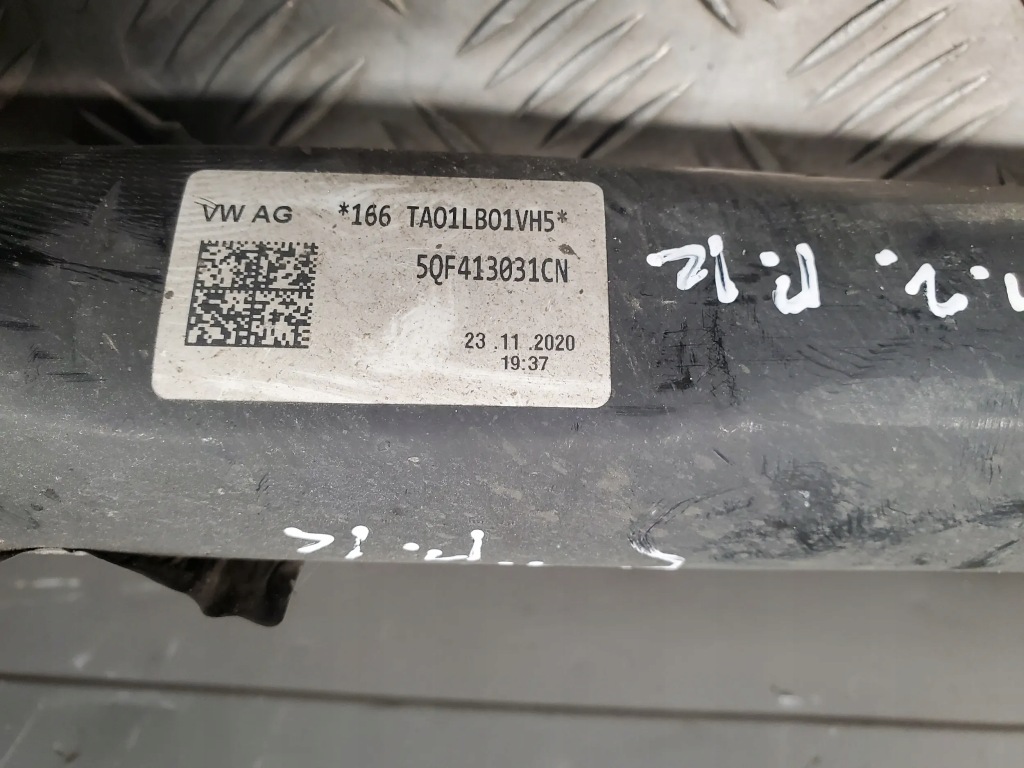 VW AG *166 TA01LB01VH5*
5QF413031CN
23 .11 .2020
19:37